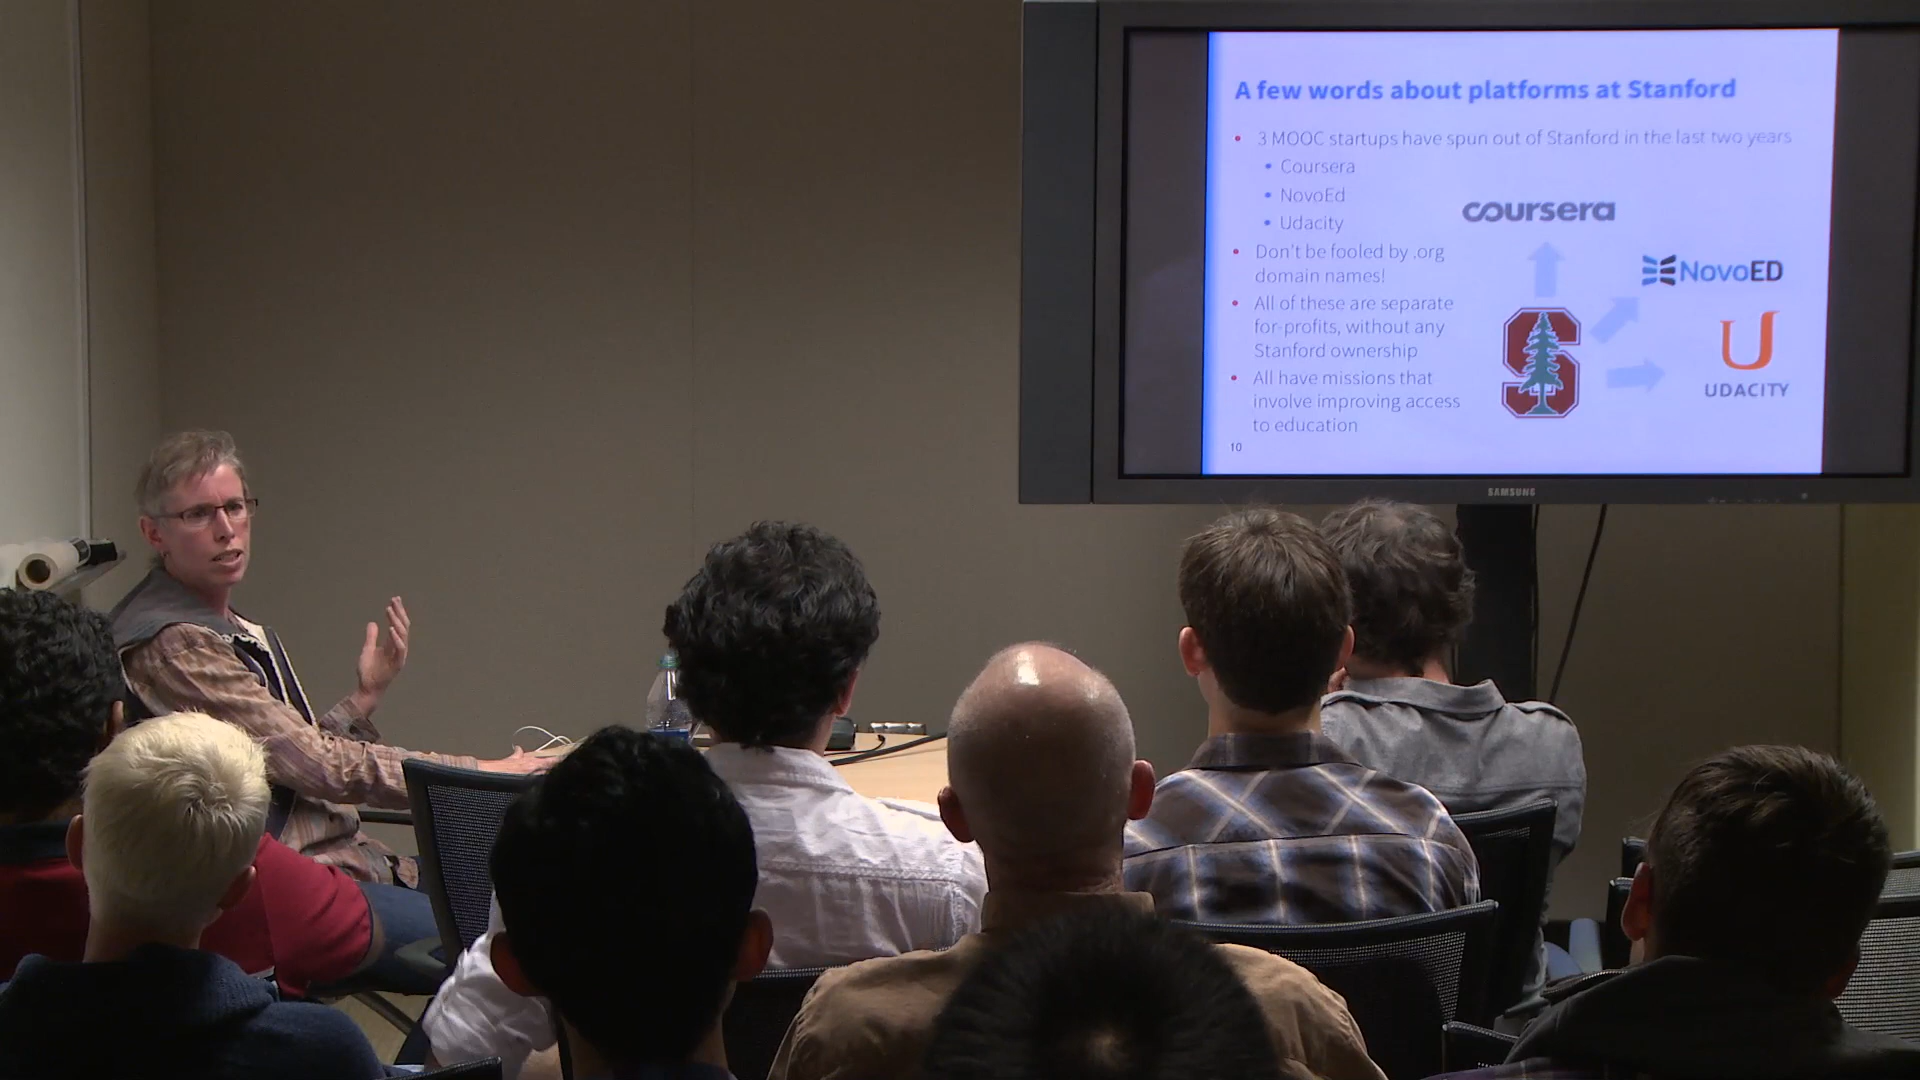 A few words about platforms at Stanford
• 3 MOOC startups have spun out of Stanford in the last two years
• Coursera
• NovoEd
• Udacity
• Don't be fooled by .org
domain names!
• All of these are separate
for-profits, without any
Stanford ownership
• All have missions that
involve improving access
to education
10
coursera
NovoED
S
UDACITY
SAMSUNG